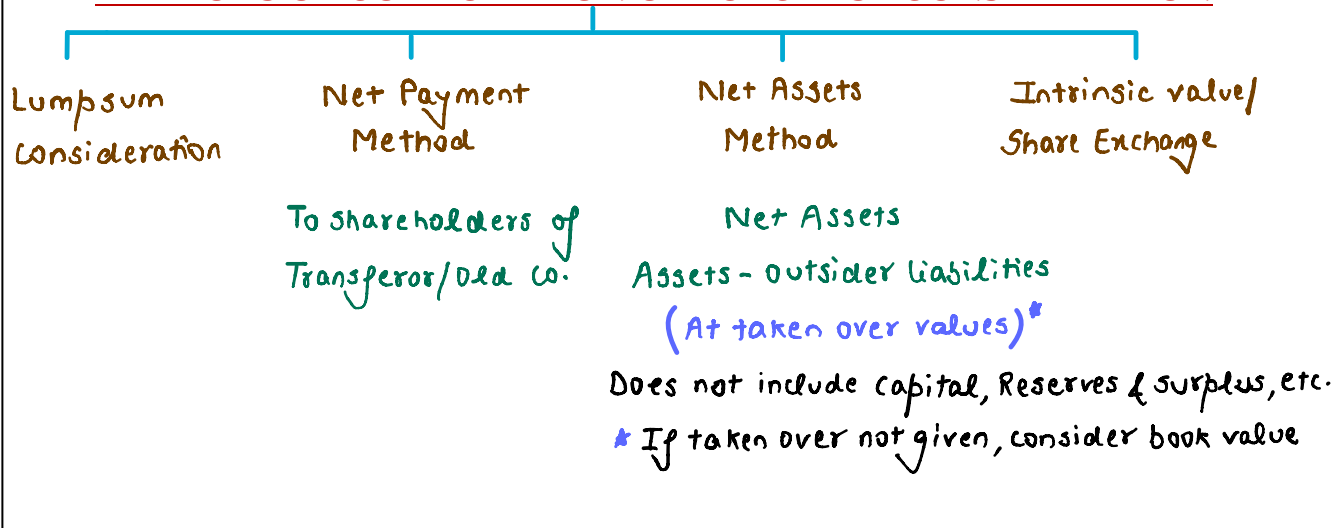 Lumpsum
consideration
Net Payment
Method
Net Assets
Method
Intrinsic value/
Share Exchange
To shareholders of
Transferor/old co.
Net Assets
Assets - outsider liabilities
(At taken over values)*
Does not include capital, Reserves & surplus, etc.
* If taken over not given, consider book value